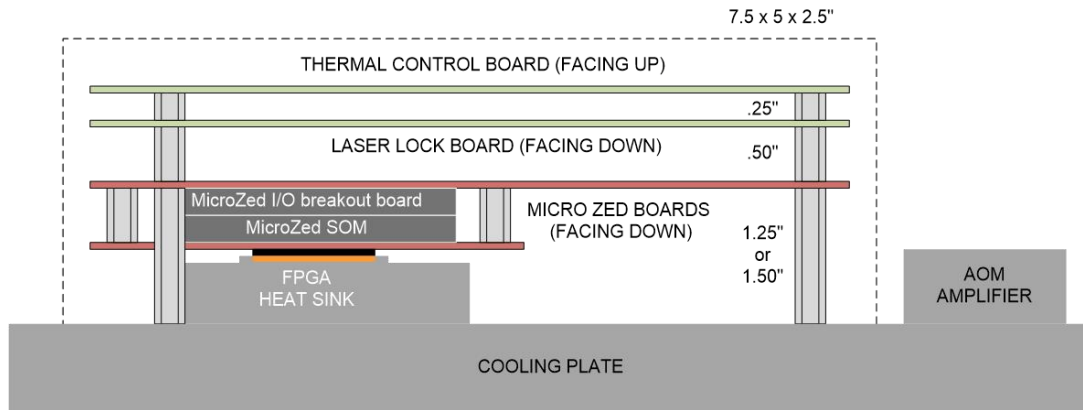 7.5 x 5 x 2.5"
THERMAL CONTROL BOARD (FACING UP)
.25"
LASER LOCK BOARD (FACING DOWN)
.50"
MicroZed I/O breakout board
MicroZed SOM
MICRO ZED BOARDS
(FACING DOWN)
1.25"
or
1.50"
FPGA
HEAT SINK
AOM
AMPLIFIER
COOLING PLATE